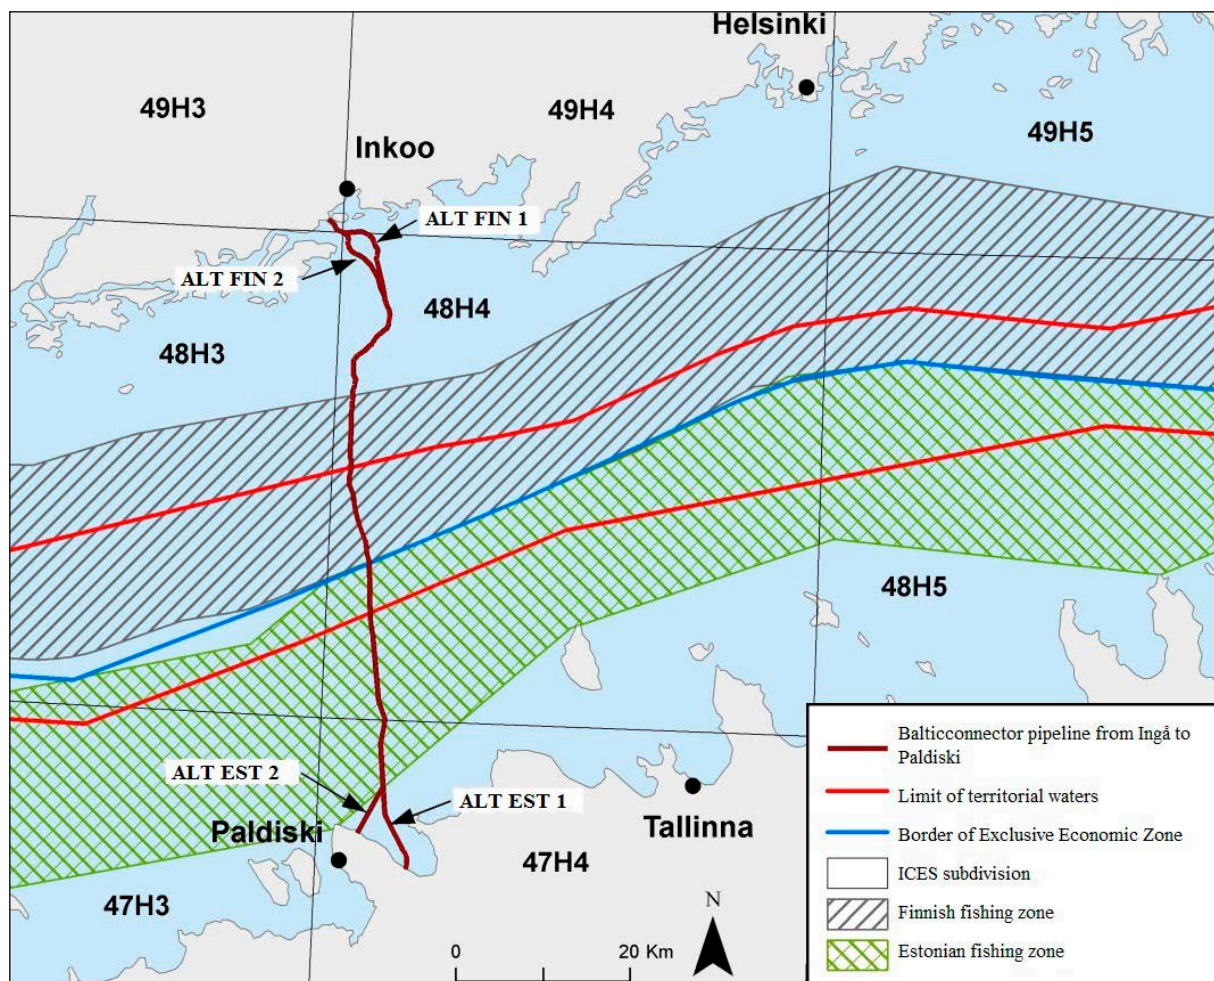 Helsinki
49H3
49H4
49H5
Inkoo
ALT FIN 1
ALT FIN 2
48H4
48H3
48H5
ALT EST 2
ALT EST 1
Paldiski
Tallinna
47H4
47H3
N
0 20 Km
Balticconnector pipeline from Ingå to
Paldiski
Limit of territorial waters
Border of Exclusive Economic Zone
ICES subdivision
Finnish fishing zone
Estonian fishing zone